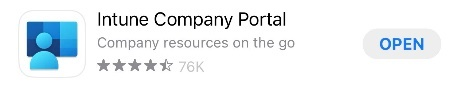 Intune Company Portal
Company resources on the go
76K
OPEN